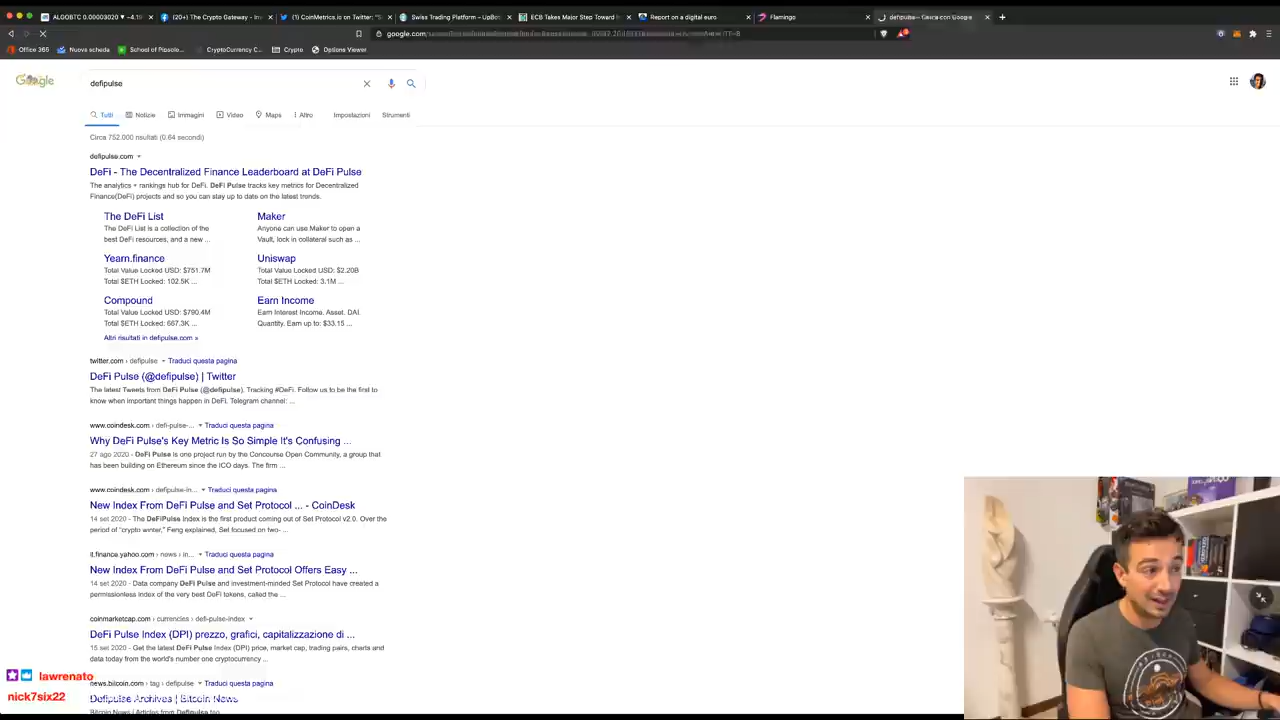 ALGOBTC 0.00003020 ▼ -4.19
(20+) The Crypto Gateway - Inv
(1) CoinMetrics.io on Twitter: "S
Swiss Trading Platform – UpBo
ECB Takes Major Step Toward
Report on a digital euro
Flamingo
defipulse - Cerca con Google
google.com
Office 365
Nuova scheda
School of Pipsolo...
CryptoCurrency C...
Crypto
Options Viewer
Google
defipulse
Tutti
Notizie
Immagini
Video
Maps
Altro
Impostazioni
Strumenti
Circa 752.000 risultati (0,64 secondi)
defipulse.com
DeFi - The Decentralized Finance Leaderboard at DeFi Pulse
The analytics + rankings hub for DeFi. DeFi Pulse tracks key metrics for Decentralized
Finance(DeFi) projects and so you can stay up to date on the latest trends.
The DeFi List
The DeFi List is a collection of the
best DeFi resources, and a new ...
Maker
Anyone can use Maker to open a
Vault, lock in collateral such as ...
Yearn.finance
Total Value Locked USD: $751.7M
Total $ETH Locked: 102.5K ...
Uniswap
Total Value Locked USD: $2.20B
Total $ETH Locked: 3.1M ...
Compound
Total Value Locked USD: $790.4M
Total $ETH Locked: 667.3K ...
Earn Income
Earn Interest Income. Asset. DAI.
Quantity. Earn up to: $33.15 ...
Altri risultati in defipulse.com »
twitter.com › defipulse Traduci questa pagina
DeFi Pulse (@defipulse) | Twitter
The latest Tweets from DeFi Pulse (@defipulse). Tracking #DeFi. Follow us to be the first to
know when important things happen in DeFi. Telegram channel: ...
www.coindesk.com › defi-pulse-... Traduci questa pagina
Why DeFi Pulse's Key Metric Is So Simple It's Confusing ...
27 ago 2020 - DeFi Pulse is one project run by the Concourse Open Community, a group that
has been building on Ethereum since the ICO days. The firm ...
www.coindesk.com › defipulse-in... Traduci questa pagina
New Index From DeFi Pulse and Set Protocol ... - CoinDesk
14 set 2020 - The DeFiPulse Index is the first product coming out of Set Protocol v2.0. Over the
period of "crypto winter," Feng explained, Set focused on two- ...
it.finance.yahoo.com › news › in... Traduci questa pagina
New Index From DeFi Pulse and Set Protocol Offers Easy ...
14 set 2020 - Data company DeFi Pulse and investment-minded Set Protocol have created a
permissionless index of the very best DeFi tokens, called the ...
coinmarketcap.com › currencies › defi-pulse-index
DeFi Pulse Index (DPI) prezzo, grafici, capitalizzazione di ...
15 set 2020 - Get the latest DeFi Pulse Index (DPI) price, market cap, trading pairs, charts and
data today from the world's number one cryptocurrency ...
news.bitcoin.com › tag › defipulse Traduci questa pagina
Defipulse Archives | Bitcoin News
Bitcoin News | Articles from Defipulse tag
lawrenato
nick7six22